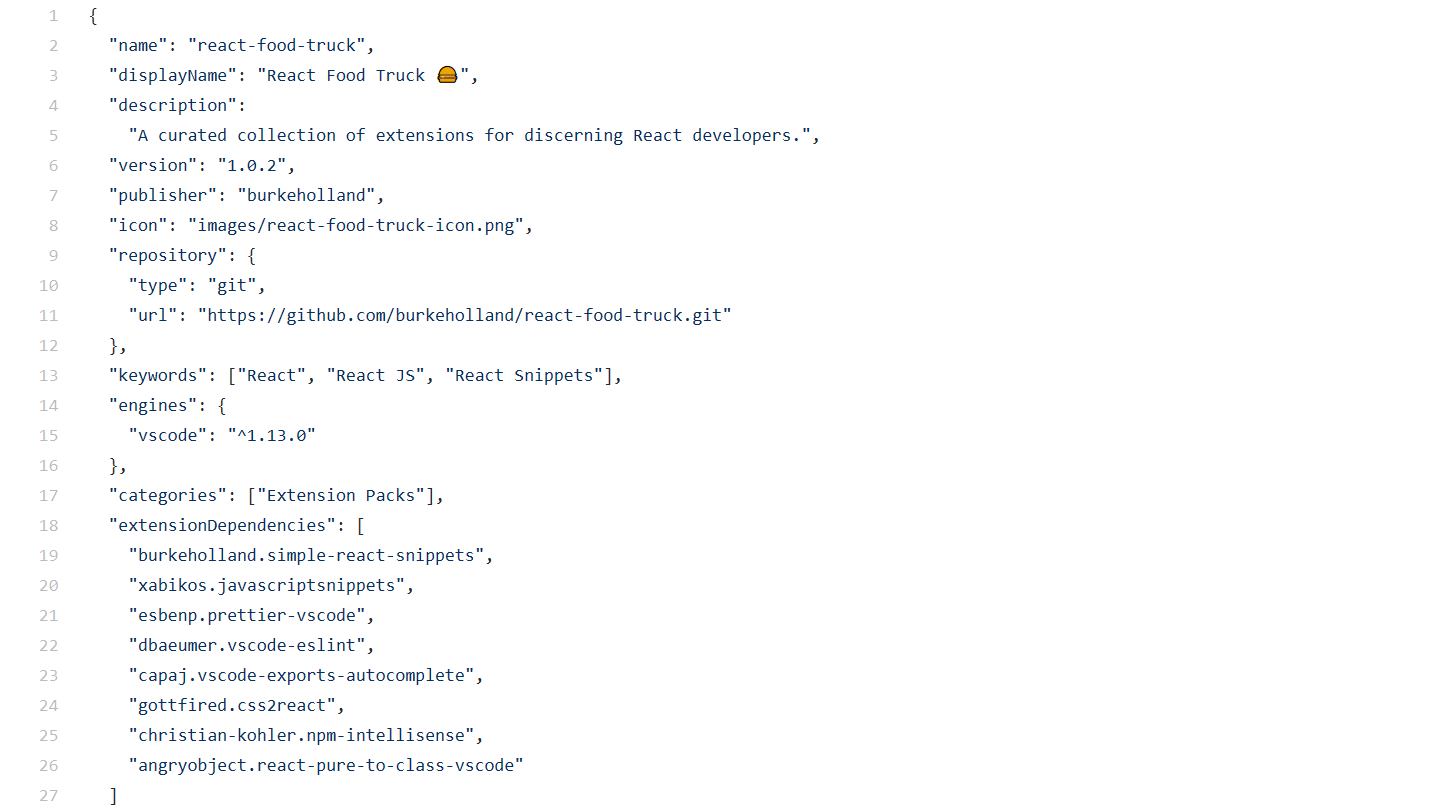 1 {
2 "name": "react-food-truck",
3 "displayName": "React Food Truck 🍔",
4 "description":
5 "A curated collection of extensions for discerning React developers.",
6 "version": "1.0.2",
7 "publisher": "burkeholland",
8 "icon": "images/react-food-truck-icon.png",
9 "repository": {
10 "type": "git",
11 "url": "https://github.com/burkeholland/react-food-truck.git"
12 },
13 "keywords": ["React", "React JS", "React Snippets"],
14 "engines": {
15 "vscode": "^1.13.0"
16 },
17 "categories": ["Extension Packs"],
18 "extensionDependencies": [
19 "burkeholland.simple-react-snippets",
20 "xabikos.javascriptsnippets",
21 "esbenp.prettier-vscode",
22 "dbaeumer.vscode-eslint",
23 "capaj.vscode-exports-autocomplete",
24 "gottfired.css2react",
25 "christian-kohler.npm-intellisense",
26 "angryobject.react-pure-to-class-vscode"
27 ]